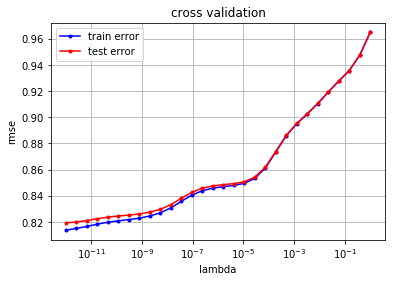 cross validation
train error
test error
rmse
0.96
0.94
0.92
0.90
0.88
0.86
0.84
0.82
10⁻¹¹ 10⁻⁹ 10⁻⁷ 10⁻⁵ 10⁻³ 10⁻¹
lambda